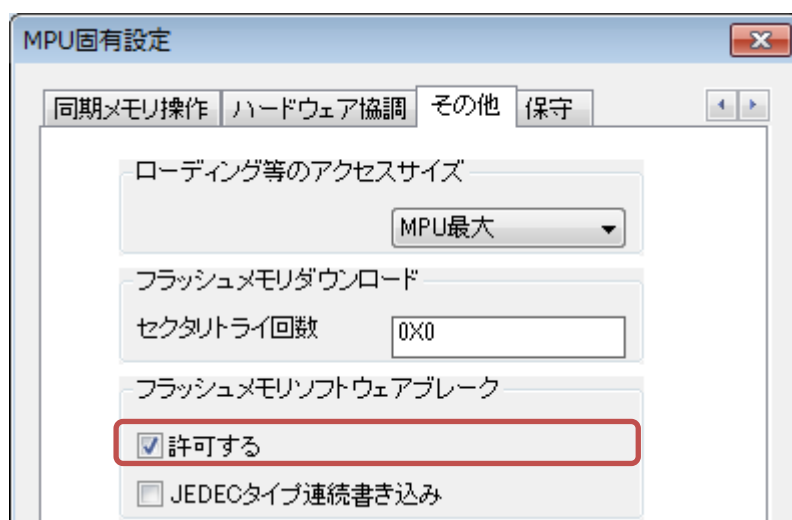 MPU固有設定
同期メモリ操作 ハードウェア協調 その他 保守
ローディング等のアクセスサイズ
MPU最大
フラッシュメモリダウンロード
セクタリトライ回数 0X0
フラッシュメモリソフトウェアブレーク
許可する
JEDECタイプ連続書き込み